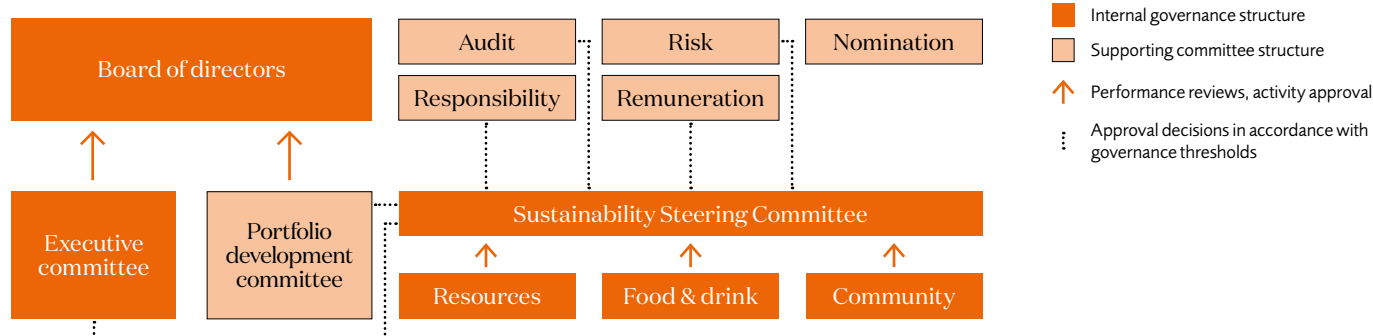 Board of directors
Audit
Risk
Nomination
Responsibility
Remuneration
Internal governance structure
Supporting committee structure
Performance reviews, activity approval
Approval decisions in accordance with
governance thresholds
Executive
committee
Portfolio
development
committee
Sustainability Steering Committee
Resources
Food & drink
Community